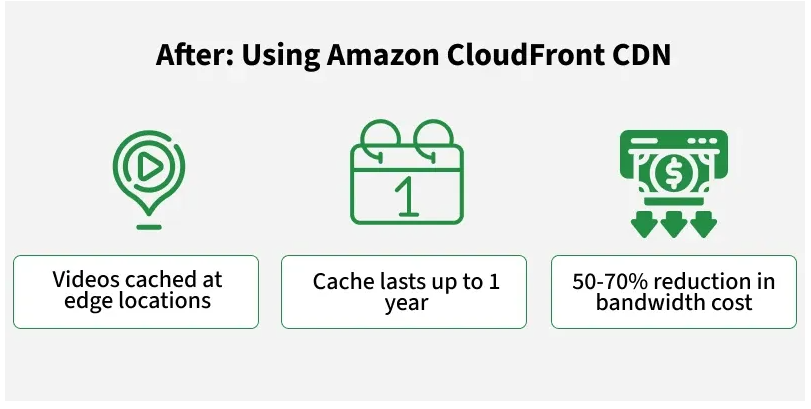 After: Using Amazon CloudFront CDN
1
$
Videos cached at
edge locations
Cache lasts up to 1
year
50-70% reduction in
bandwidth cost